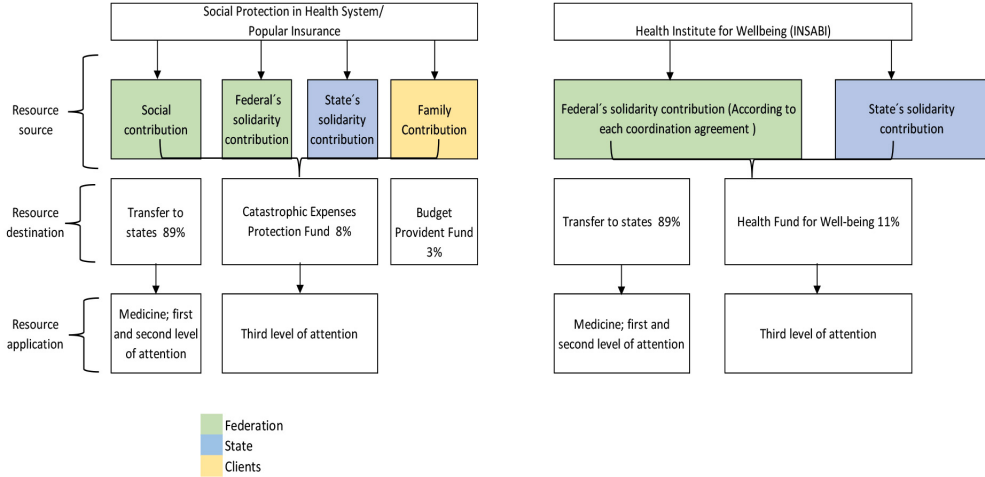 Social Protection in Health System/
Popular Insurance
Health Institute for Wellbeing (INSABI)
Resource
source
Social
contribution
Federal´s
solidarity
contribution
State´s
solidarity
contribution
Family
Contribution
Federal´s solidarity contribution (According to
each coordination agreement )
State´s solidarity
contribution
Resource
destination
Transfer to
states 89%
Catastrophic Expenses
Protection Fund 8%
Budget
Provident Fund
3%
Transfer to states 89%
Health Fund for Well-being 11%
Resource
application
Medicine; first
and second level
of attention
Third level of attention
Medicine; first and
second level of attention
Third level of attention
Federation
State
Clients